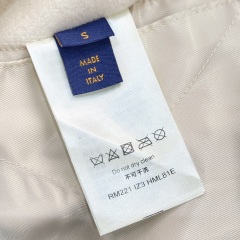 S
MADE IN
ITALY
Do not dry clean
不可干洗
RM221 IZ3 HML81E